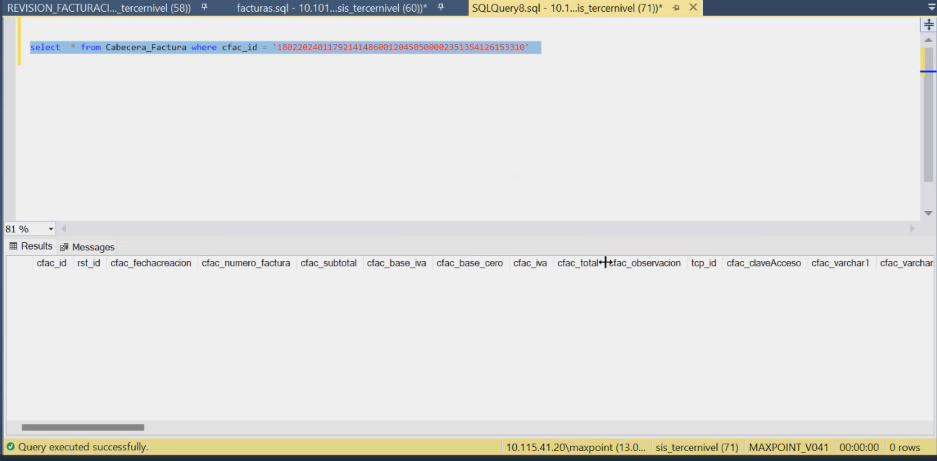 REVISION_FACTURACI..._tercernivel (58)) facturas.sql - 10.101...sis_tercernivel (60))* SQLQuery8.sql - 10.1...is_tercernivel (71))*
select * from Cabecera_Factura where cfac_id = '1802202401179214148600120450500002351354126153310'
81 %
Results Messages
cfac_id rst_id cfac_fechacreacion cfac_numero_factura cfac_subtotal cfac_base_iva cfac_base_cero cfac_iva cfac_total cfac_observacion tcp_id cfac_claveAcceso cfac_varchar1 cfac_varchar
Query executed successfully. 10.115.41.20\maxpoint (13.0... sis_tercernivel (71) MAXPOINT_V041 00:00:00 0 rows